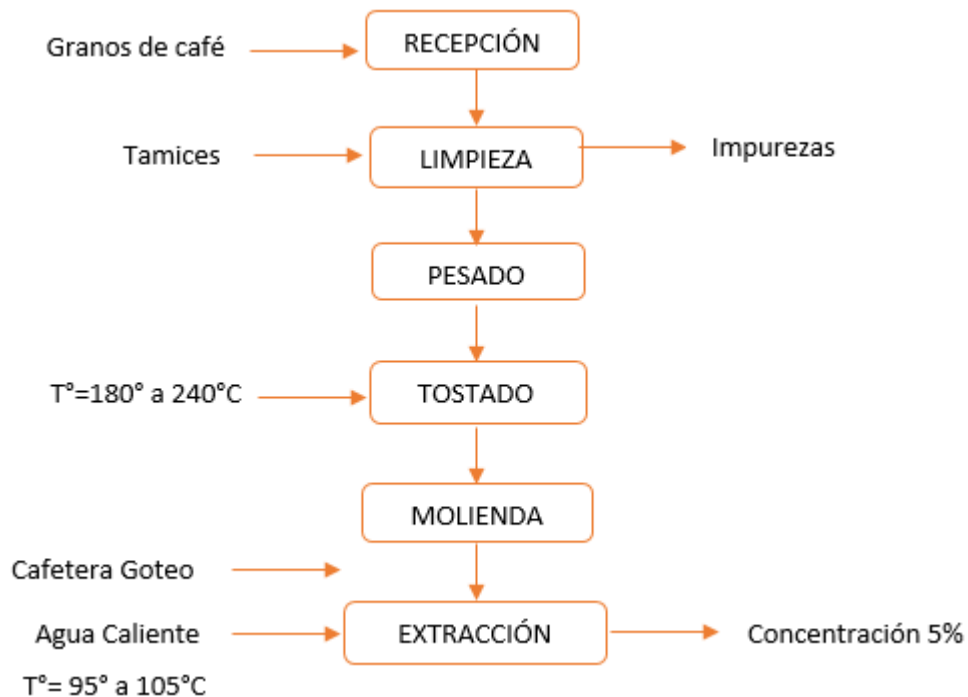 Granos de café
RECEPCIÓN
Tamices
LIMPIEZA
Impurezas
PESADO
T°=180° a 240°C
TOSTADO
MOLIENDA
Cafetera Goteo
Agua Caliente
EXTRACCIÓN
Concentración 5%
T°= 95° a 105°C